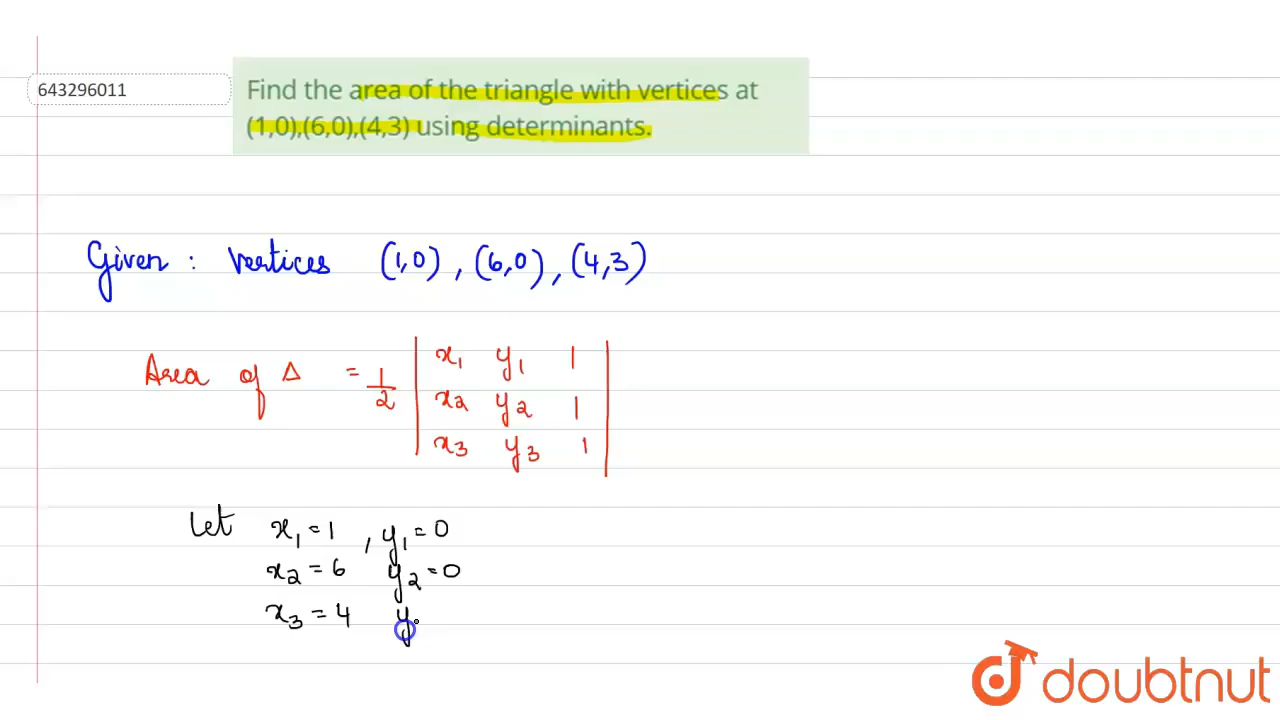 643296011
Find the area of the triangle with vertices at
(1,0),(6,0),(4,3) using determinants.
Given : Vertices (1,0) , (6,0) , (4,3)
Area of Δ = 1/2 | x₁ y₁ 1 |
| x₂ y₂ 1 |
| x₃ y₃ 1 |
Let x₁ = 1 , y₁ = 0
x₂ = 6 y₂ = 0
x₃ = 4 y
doubtnut